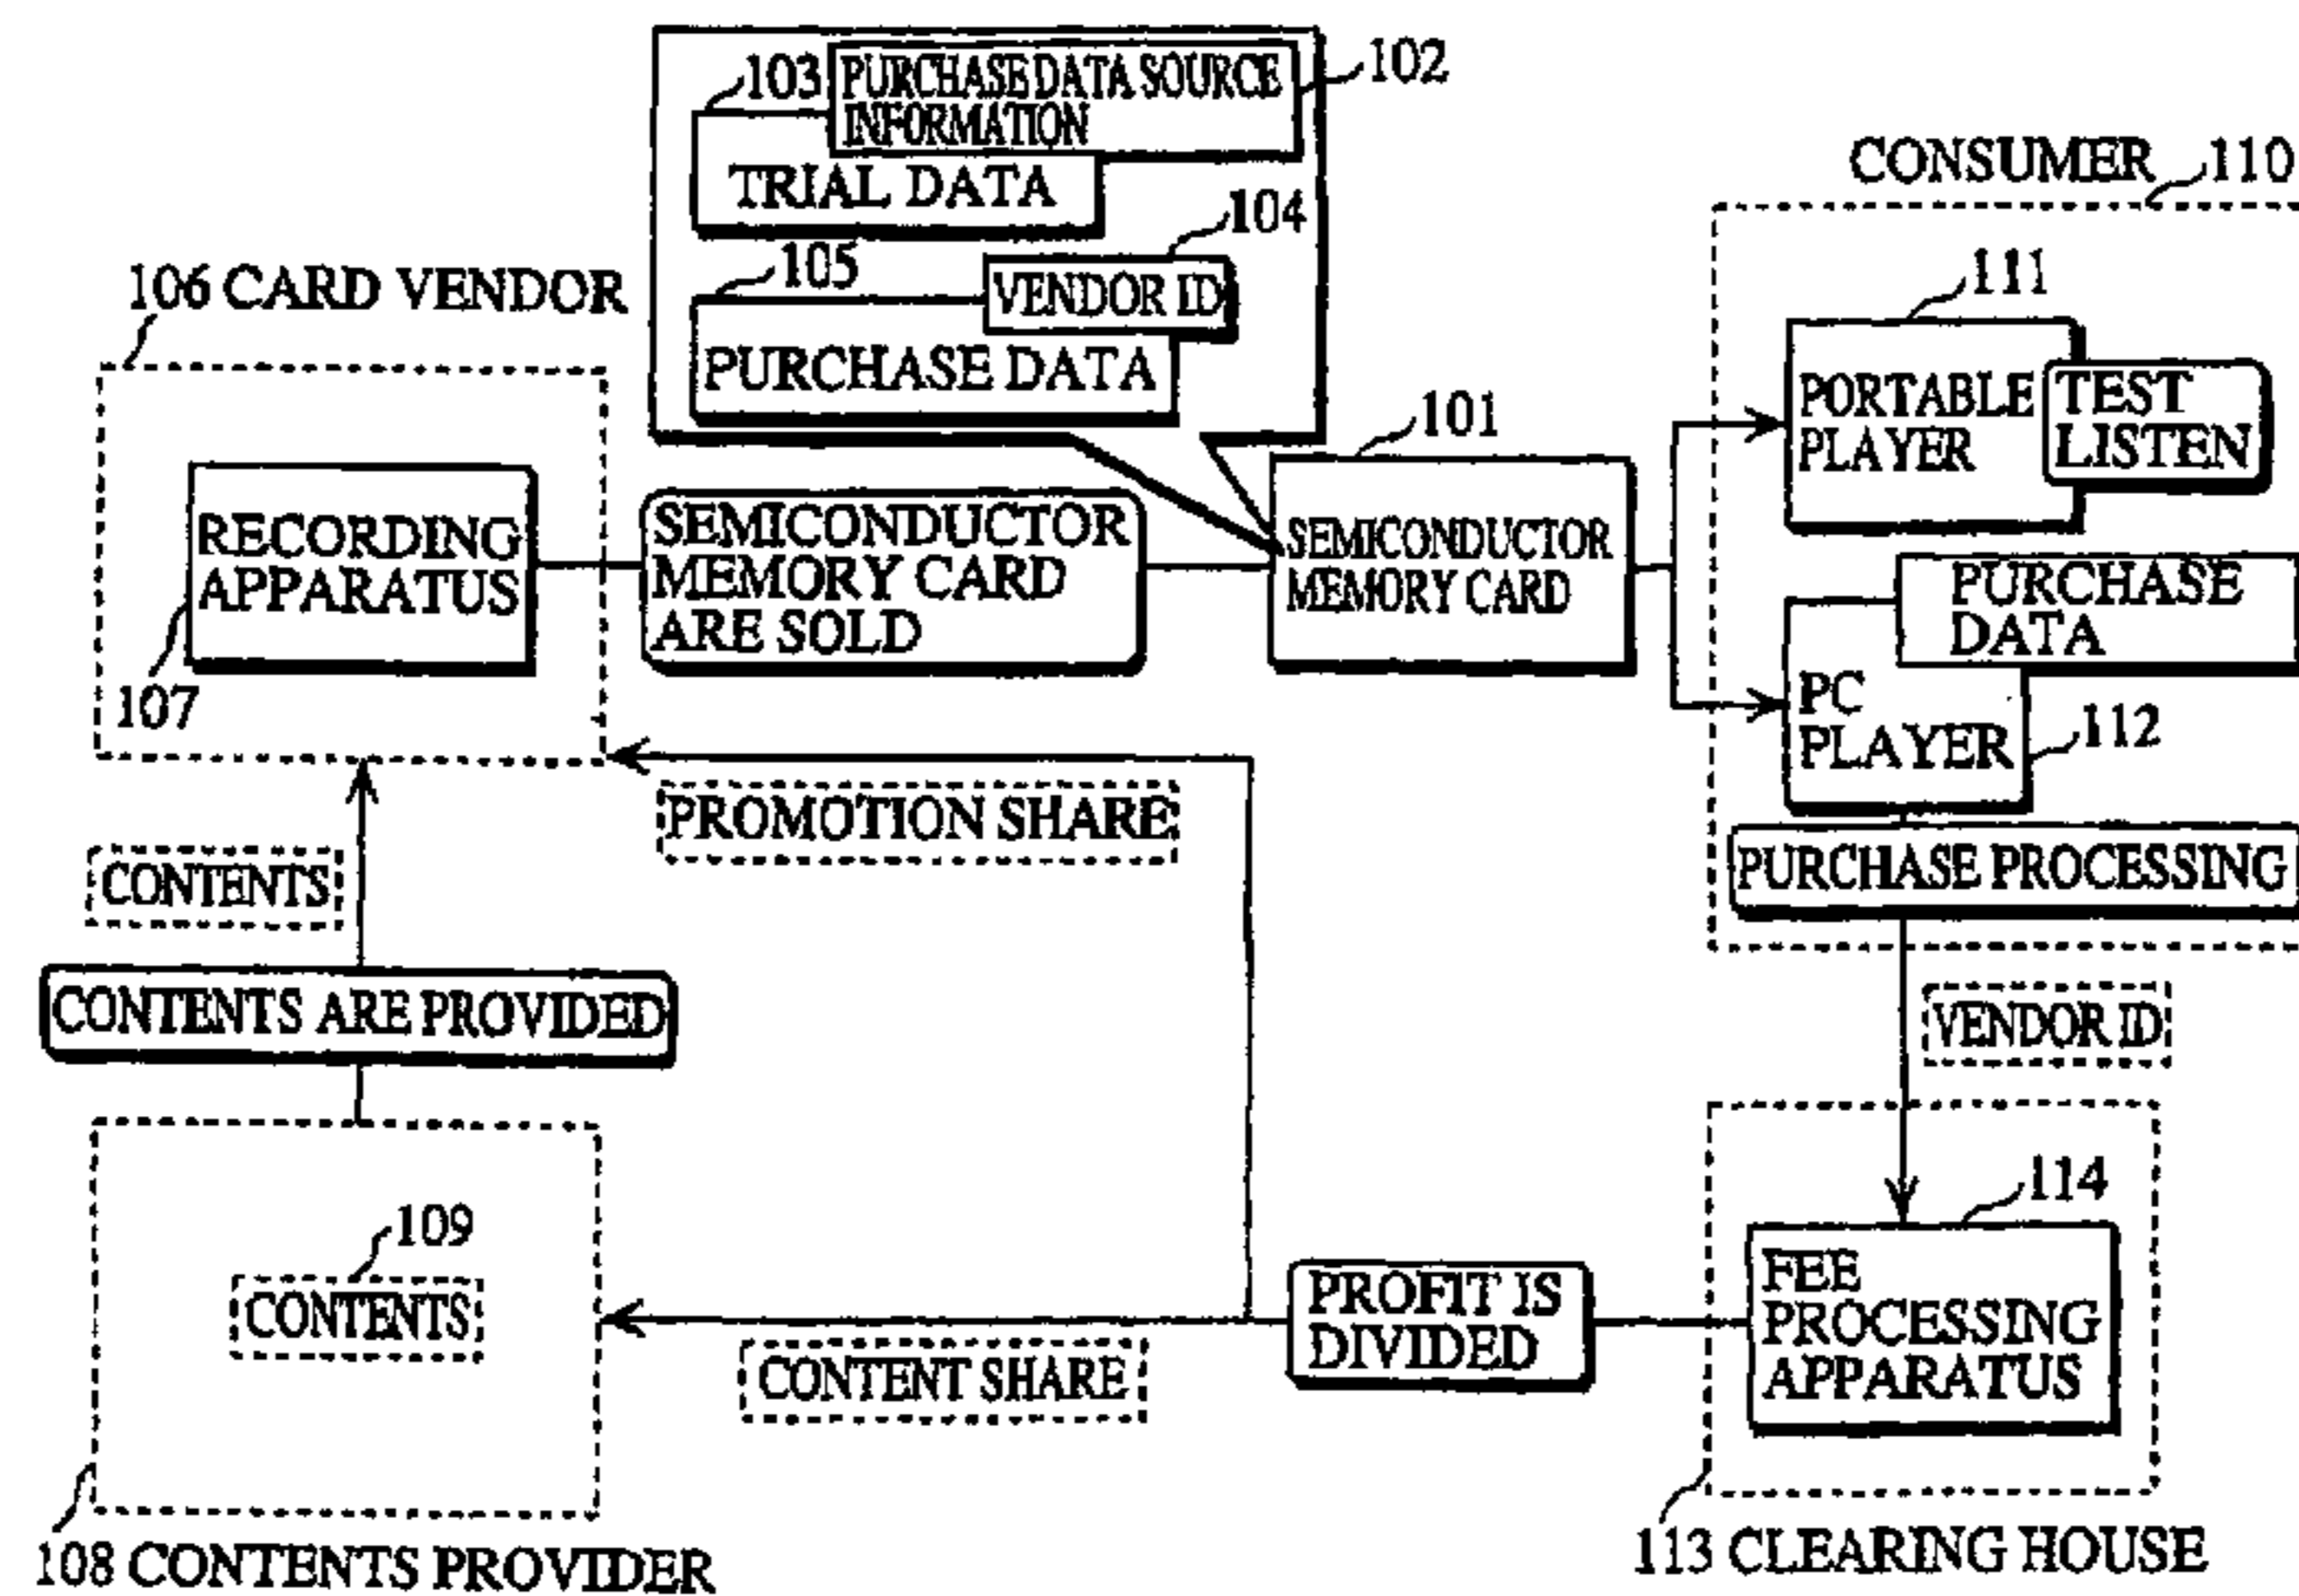 103
PURCHASE DATA SOURCE
INFORMATION
102
TRIAL DATA
104
105
VENDOR ID
PURCHASE DATA
CONSUMER 110
106 CARD VENDOR
111
PORTABLE
PLAYER
TEST
LISTEN
101
RECORDING
APPARATUS
107
SEMICONDUCTOR
MEMORY CARD
ARE SOLD
SEMICONDUCTOR
MEMORY CARD
PURCHASE
DATA
PC
PLAYER
112
PROMOTION SHARE
PURCHASE PROCESSING
CONTENTS
CONTENTS ARE PROVIDED
VENDOR ID
109
CONTENTS
114
FEE
PROCESSING
APPARATUS
PROFIT IS
DIVIDED
CONTENT SHARE
108 CONTENTS PROVIDER
113 CLEARING HOUSE